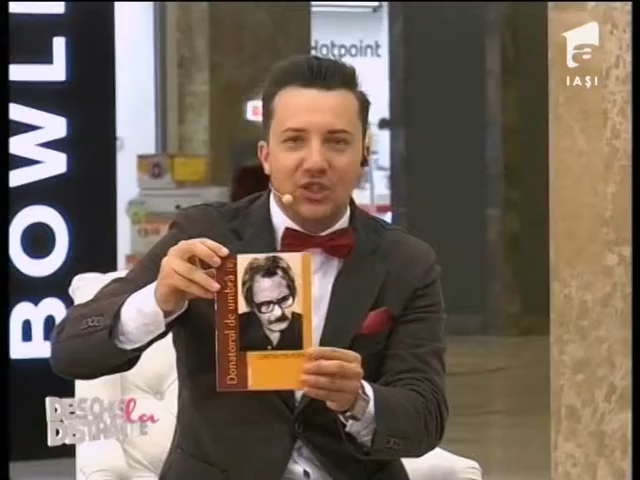 Hotpoint
a
IAȘI
BOWLI
Donatorul de umbră
DESCHIS la
DISTRACȚIE